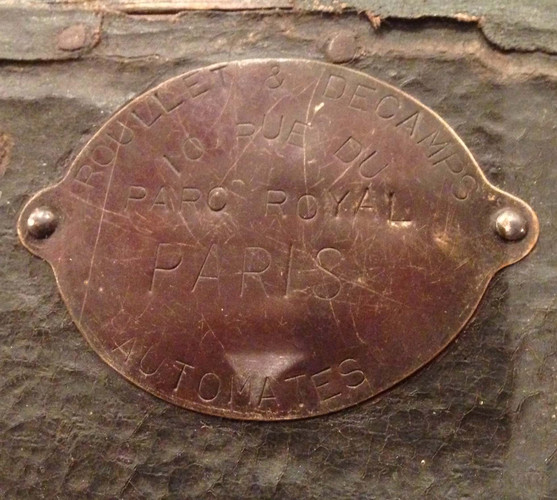 ROULLET & DECAMPS
10 RUE DU
PARC ROYAL
PARIS
AUTOMATES